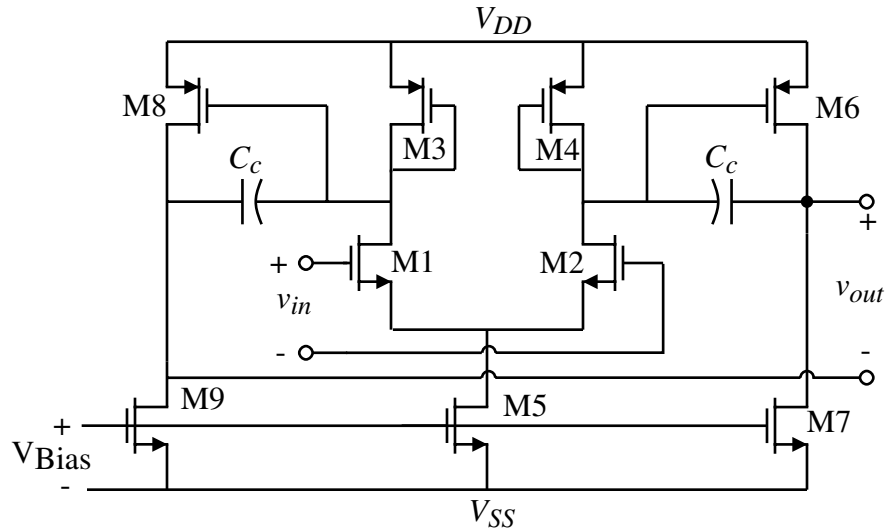 V_DD
M8
M6
M3
M4
C_c
C_c
+
M1
M2
+
v_in
v_out
-
-
M9
M5
M7
+
V_Bias
-
V_SS